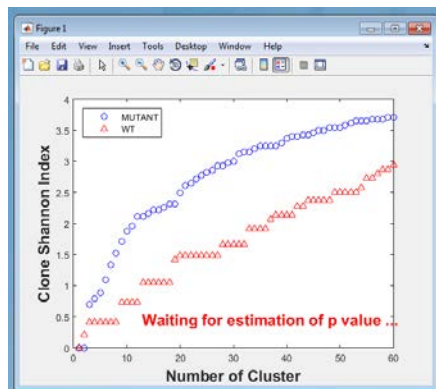 Figure 1
File Edit View Insert Tools Desktop Window Help
4
3.5
3
2.5
2
1.5
1
0.5
0
MUTANT
WT
Clone Shannon Index
Waiting for estimation of p value ...
0 10 20 30 40 50 60
Number of Cluster